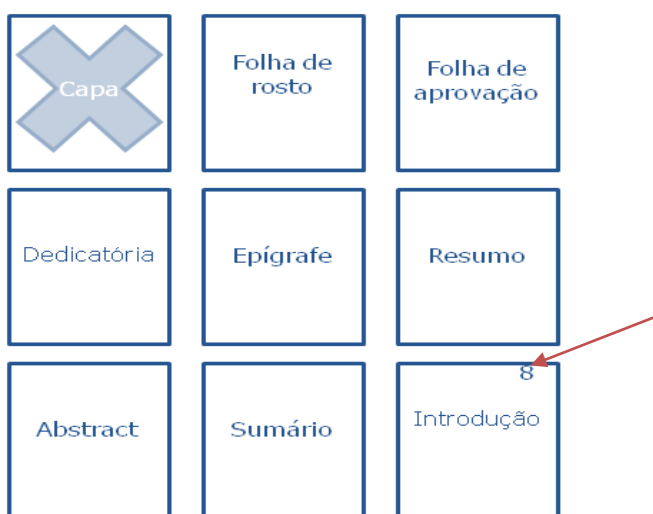 Capa
Folha de
rosto
Folha de
aprovação
Dedicatória
Epígrafe
Resumo
Abstract
Sumário
8
Introdução